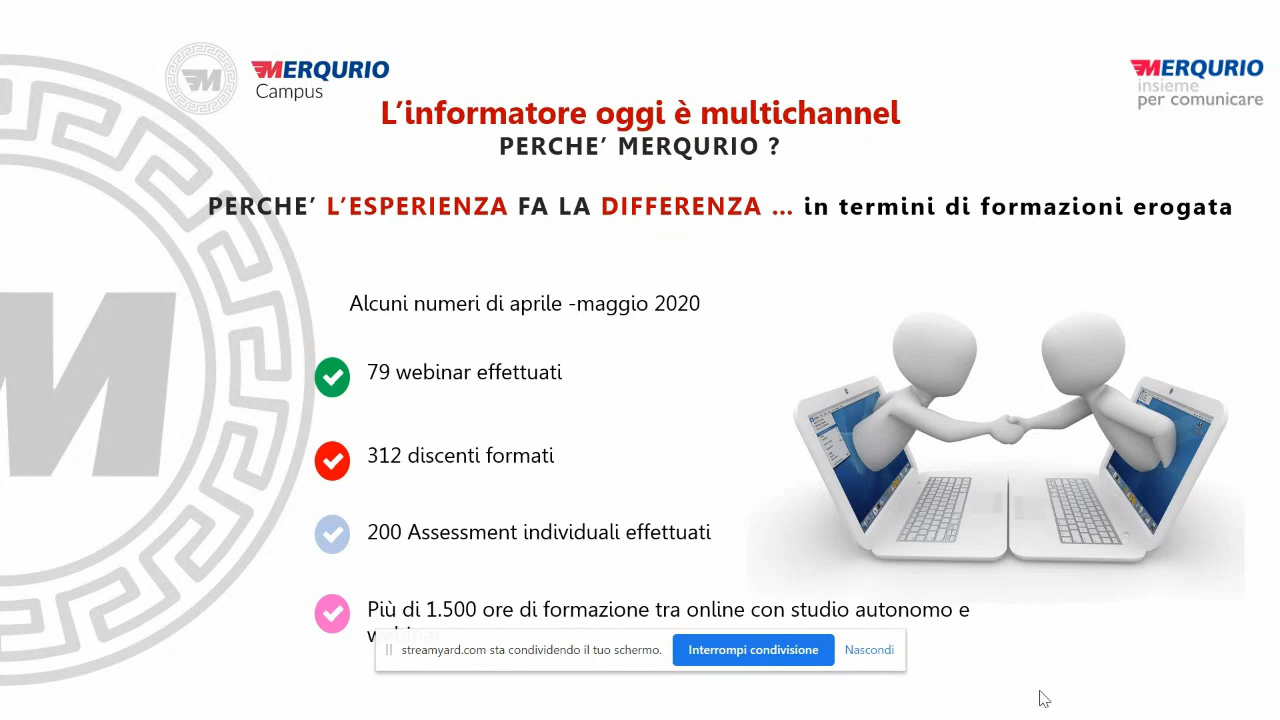 MERQURIO
Campus
MERQURIO
insieme
per comunicare
L’informatore oggi è multichannel
PERCHE’ MERQURIO ?
PERCHE’ L’ESPERIENZA FA LA DIFFERENZA ... in termini di formazioni erogata
Alcuni numeri di aprile -maggio 2020
79 webinar effettuati
312 discenti formati
200 Assessment individuali effettuati
Più di 1.500 ore di formazione tra online con studio autonomo e
webinar
streamyard.com sta condividendo il tuo schermo. Interrompi condivisione Nascondi